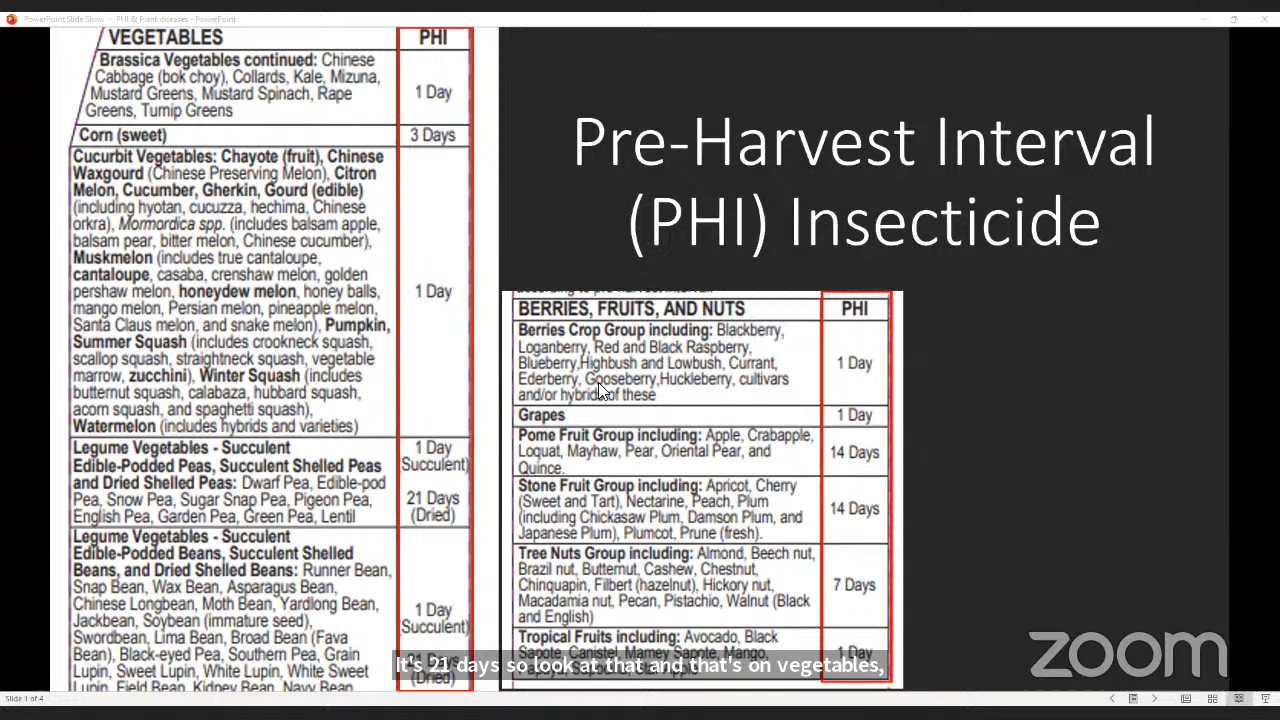 PowerPoint Slide Show - PHI & Plant diseases - PowerPoint
VEGETABLES PHI
Brassica Vegetables continued: Chinese
Cabbage (bok choy), Collards, Kale, Mizuna,
Mustard Greens, Mustard Spinach, Rape
Greens, Turnip Greens
1 Day
Corn (sweet) 3 Days
Cucurbit Vegetables: Chayote (fruit), Chinese
Waxgourd (Chinese Preserving Melon), Citron
Melon, Cucumber, Gherkin, Gourd (edible)
(including hyotan, cucuzza, hechima, Chinese
orkra), Mormordica spp. (includes balsam apple,
balsam pear, bitter melon, Chinese cucumber),
Muskmelon (includes true cantaloupe,
cantaloupe, casaba, crenshaw melon, golden
pershaw melon, honeydew melon, honey balls,
mango melon, Persian melon, pineapple melon,
Santa Claus melon, and snake melon), Pumpkin,
Summer Squash (includes crookneck squash,
scallop squash, straightneck squash, vegetable
marrow, zucchini), Winter Squash (includes
butternut squash, calabaza, hubbard squash,
acorn squash, and spaghetti squash),
Watermelon (includes hybrids and varieties)
1 Day
Legume Vegetables - Succulent
Edible-Podded Peas, Succulent Shelled Peas
and Dried Shelled Peas: Dwarf Pea, Edible-pod
Pea, Snow Pea, Sugar Snap Pea, Pigeon Pea,
English Pea, Garden Pea, Green Pea, Lentil
1 Day
Succulent)
21 Days
(Dried)
Legume Vegetables - Succulent
Edible-Podded Beans, Succulent Shelled
Beans, and Dried Shelled Beans: Runner Bean,
Snap Bean, Wax Bean, Asparagus Bean,
Chinese Longbean, Moth Bean, Yardlong Bean,
Jackbean, Soybean (immature seed),
Swordbean, Lima Bean, Broad Bean (Fava
Bean), Black-eyed Pea, Southern Pea, Grain
Lupin, Sweet Lupin, White Lupin, White Sweet
Lupin, Field Bean, Kidney Bean, Navy Bean
1 Day
Succulent)
(Dried)
Pre-Harvest Interval
(PHI) Insecticide
BERRIES, FRUITS, AND NUTS PHI
Berries Crop Group including: Blackberry,
Loganberry, Red and Black Raspberry,
Blueberry,Highbush and Lowbush, Currant,
Ederberry, Gooseberry,Huckleberry, cultivars
and/or hybrids of these
1 Day
Grapes 1 Day
Pome Fruit Group including: Apple, Crabapple,
Loquat, Mayhaw, Pear, Oriental Pear, and
Quince.
14 Days
Stone Fruit Group including: Apricot, Cherry
(Sweet and Tart), Nectarine, Peach, Plum
(including Chickasaw Plum, Damson Plum, and
Japanese Plum), Plumcot, Prune (fresh).
14 Days
Tree Nuts Group including: Almond, Beech nut,
Brazil nut, Butternut, Cashew, Chestnut,
Chinquapin, Filbert (hazelnut), Hickory nut,
Macadamia nut, Pecan, Pistachio, Walnut (Black
and English)
7 Days
Tropical Fruits including: Avocado, Black
Sapote, Canistel, Mamey Sapote, Mango,
1 Day
It's 21 days so look at that and that's on vegetables,
zoom
Slide 1 of 4